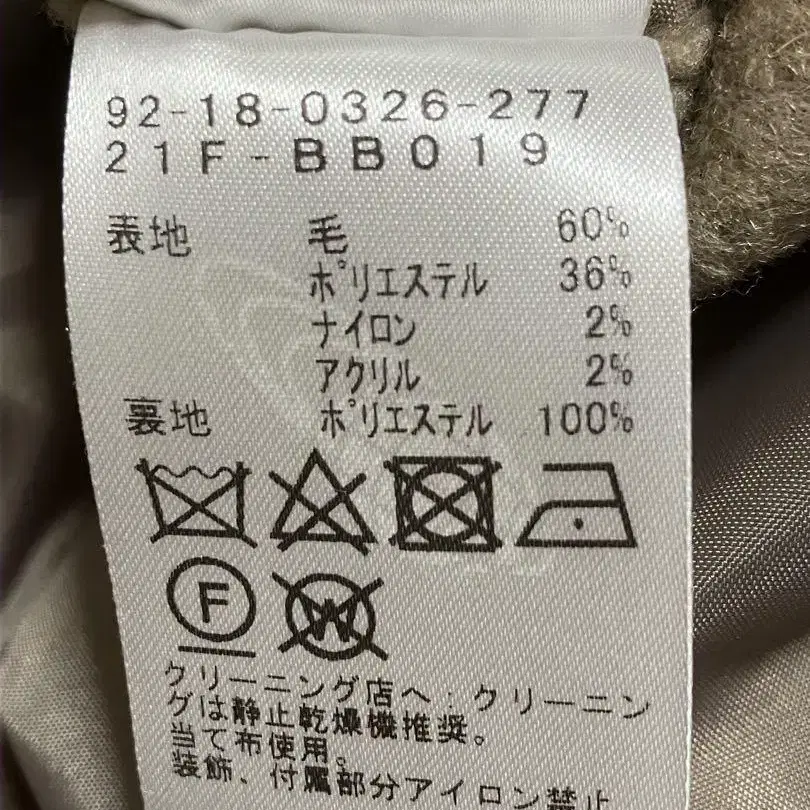 92-18-0326-277
21F-BB019
表地 毛 60%
ポリエステル 36%
ナイロン 2%
アクリル 2%
裏地 ポリエステル 100%
F W
クリーニング店へ:クリーニン
グは静止乾燥機推奨。
当て布使用。
装飾、付属部分アイロン禁止